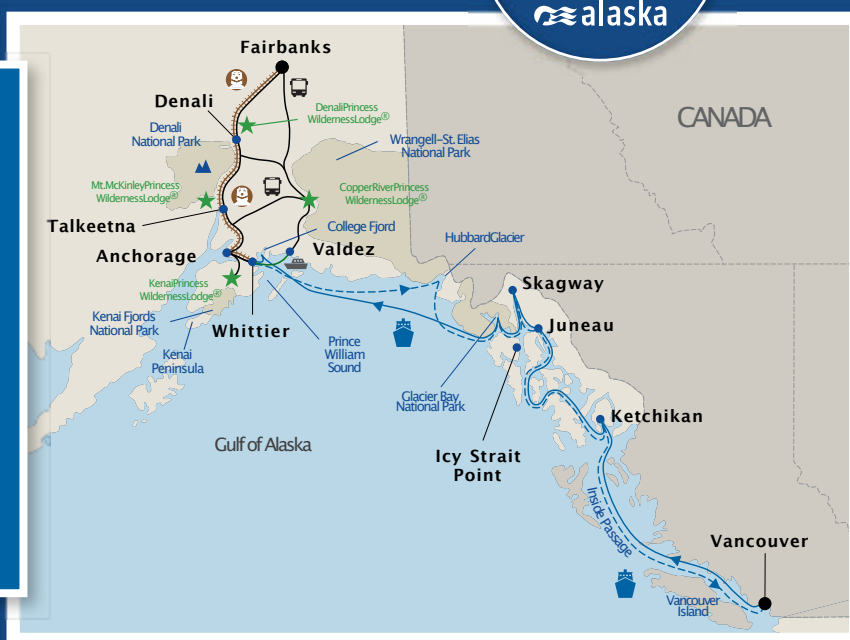 alaska
Fairbanks
CANADA
Denali
DenaliPrincess
WildernessLodge®
Denali
National Park
Wrangell-St. Elias
National Park
Mt.McKinleyPrincess
WildernessLodge®
CopperRiverPrincess
WildernessLodge®
Talkeetna
College Fjord
HubbardGlacier
Anchorage
Valdez
KenaiPrincess
WildernessLodge®
Skagway
Kenai Fjords
National Park
Whittier
Juneau
Prince
William
Sound
Kenai
Peninsula
Glacier Bay
National Park
Ketchikan
Gulf of Alaska
Icy Strait
Point
Inside Passage
Vancouver
Vancouver
Island